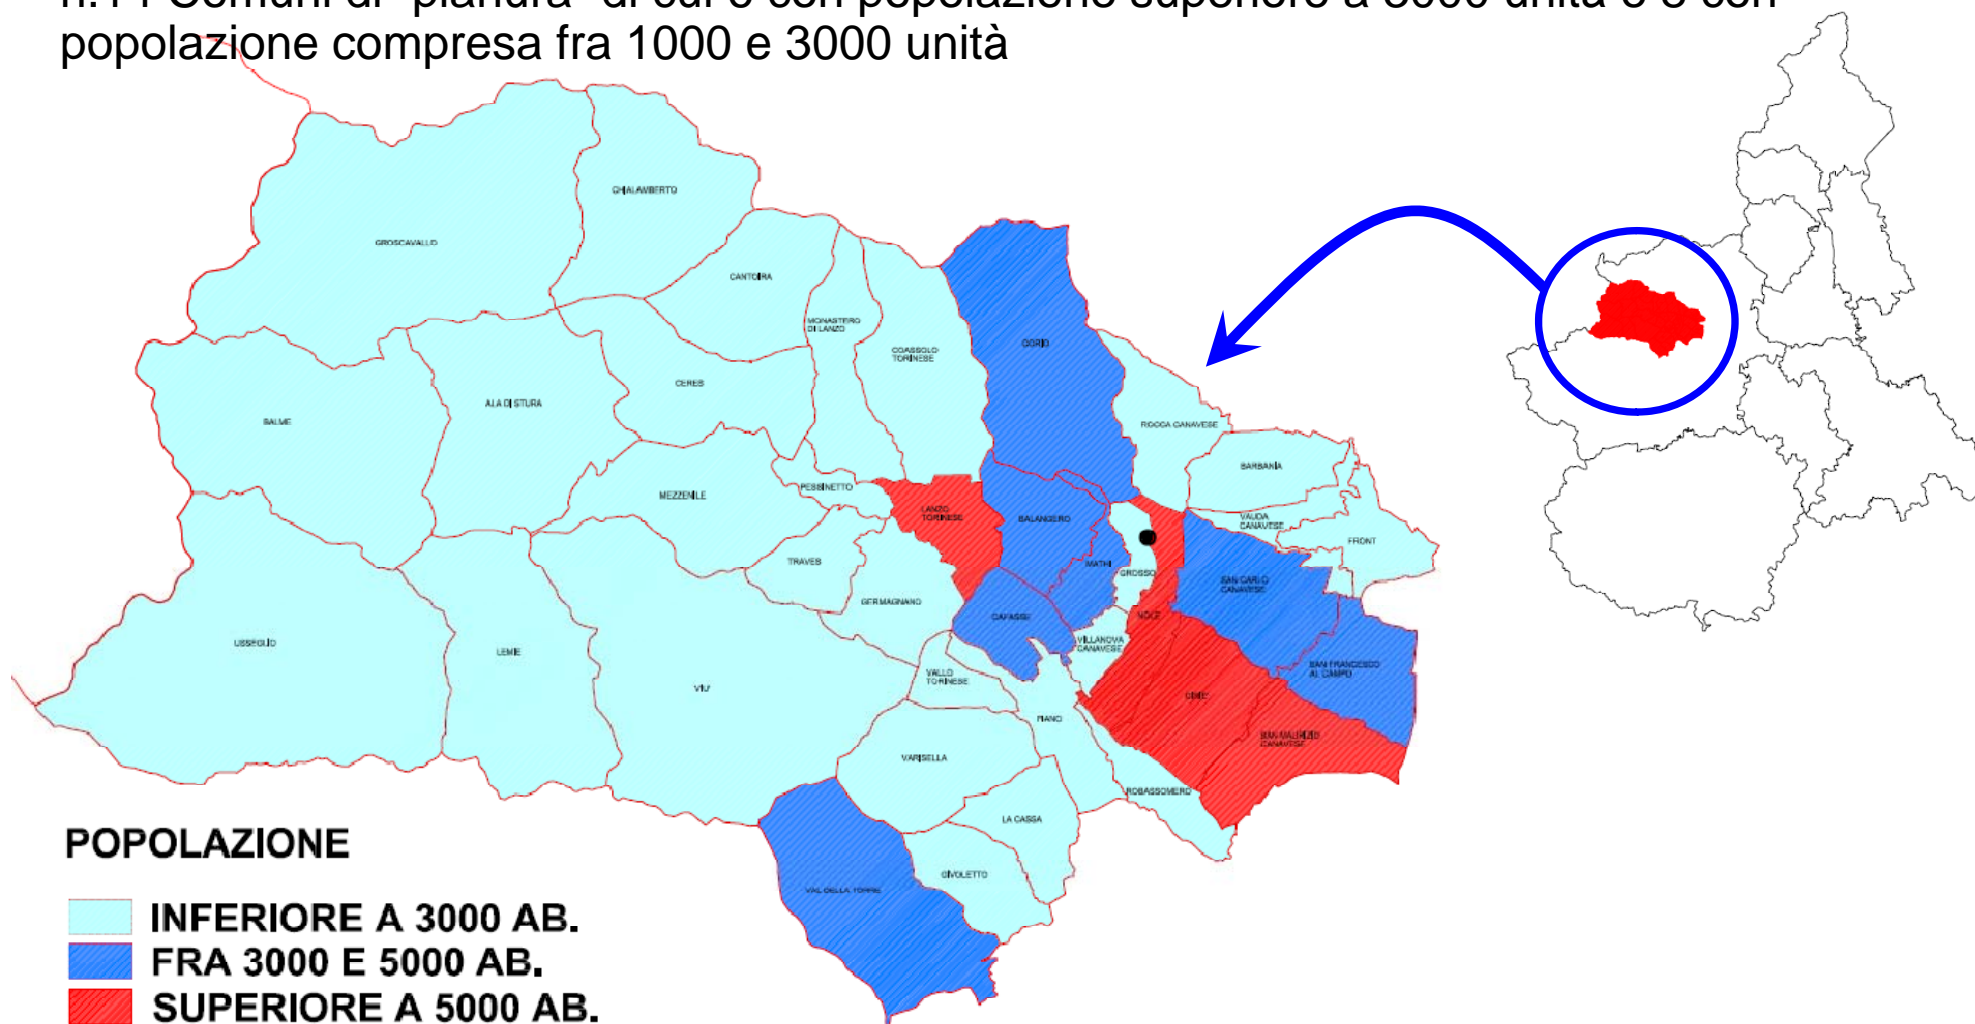 popolazione compresa fra 1000 e 3000 unità
CHIALAMBERTO
GROSCAVALLO
CANTOIRA
MONASTERO
DI LANZO
COASSOLO
TORINESE
CORIO
CERES
ALA DI STURA
BALME
ROCCA CANAVESE
BARBANIA
PESSINETTO
MEZZENILE
LANZO
TORINESE
BALANGERO
VAUDA
CANAVESE
FRONT
TRAVES
MATHI
GROSSO
SAN CARLO
CANAVESE
GERMAGNANO
CAFASSE
NOLE
USSEGLIO
LEMIE
VILLANOVA
CANAVESE
SAN FRANCESCO
AL CAMPO
VALLO
TORINESE
VIU'
CIRIE'
FIANO
SAN MAURIZIO
CANAVESE
VARISELLA
ROBASSOMERO
LA CASSA
GIVOLETTO
VAL DELLA TORRE
POPOLAZIONE
INFERIORE A 3000 AB.
FRA 3000 E 5000 AB.
SUPERIORE A 5000 AB.